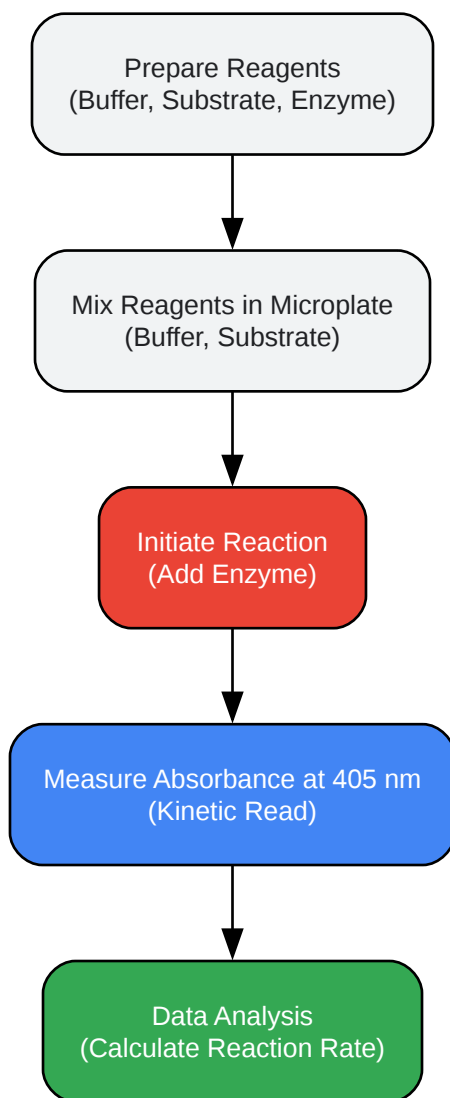 Prepare Reagents
(Buffer, Substrate, Enzyme)
Mix Reagents in Microplate
(Buffer, Substrate)
Initiate Reaction
(Add Enzyme)
Measure Absorbance at 405 nm
(Kinetic Read)
Data Analysis
(Calculate Reaction Rate)